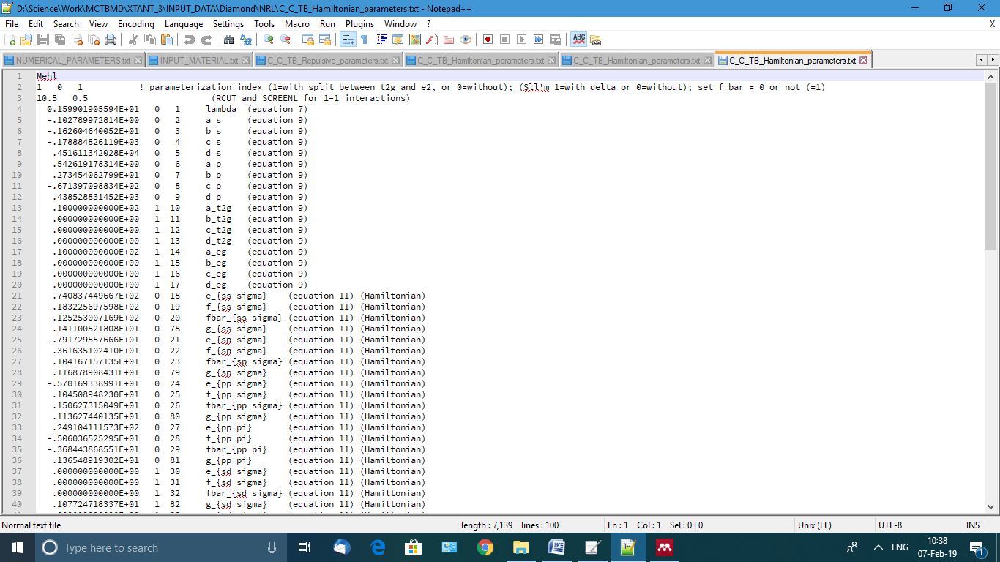 D:\Science\Work\MCTBMD\XTANT_3\INPUT_DATA\Diamond\NRL\C_C_TB_Hamiltonian_parameters.txt - Notepad++
File Edit Search View Encoding Language Settings Tools Macro Run Plugins Window ? X
NUMERICAL_PARAMETERS.txt INPUT_MATERIAL.txt C_C_TB_Repulsive_parameters.txt C_C_TB_Hamiltonian_parameters.txt C_C_TB_Hamiltonian_parameters.txt C_C_TB_Hamiltonian_parameters.txt
1 Mehl
2 1 0 1 ! parameterization index (1=with split between t2g and e2, or 0=without); (Sll'm 1=with delta or 0=without); set f_bar = 0 or not (=1)
3 10.5 0.5 (RCUT and SCREENL for 1-1 interactions)
4 0.159901905594E+01 0 1 lambda (equation 7)
5 -.102789972814E+00 0 2 a_s (equation 9)
6 -.162604640052E+01 0 3 b_s (equation 9)
7 -.178884826119E+03 0 4 c_s (equation 9)
8 .451611342028E+04 0 5 d_s (equation 9)
9 .542619178314E+00 0 6 a_p (equation 9)
10 .273454062799E+01 0 7 b_p (equation 9)
11 -.671397098834E+02 0 8 c_p (equation 9)
12 .438528831452E+03 0 9 d_p (equation 9)
13 .100000000000E+02 1 10 a_t2g (equation 9)
14 .000000000000E+00 1 11 b_t2g (equation 9)
15 .000000000000E+00 1 12 c_t2g (equation 9)
16 .000000000000E+00 1 13 d_t2g (equation 9)
17 .100000000000E+02 1 14 a_eg (equation 9)
18 .000000000000E+00 1 15 b_eg (equation 9)
19 .000000000000E+00 1 16 c_eg (equation 9)
20 .000000000000E+00 1 17 d_eg (equation 9)
21 .740837449667E+02 0 18 e_{ss sigma} (equation 11) (Hamiltonian)
22 -.183225697598E+02 0 19 f_{ss sigma} (equation 11) (Hamiltonian)
23 -.125253007169E+02 0 20 fbar_{ss sigma} (equation 11) (Hamiltonian)
24 .141100521808E+01 0 78 g_{ss sigma} (equation 11) (Hamiltonian)
25 -.791729557666E+01 0 21 e_{sp sigma} (equation 11) (Hamiltonian)
26 .361635102410E+01 0 22 f_{sp sigma} (equation 11) (Hamiltonian)
27 .104167157135E+01 0 23 fbar_{sp sigma} (equation 11) (Hamiltonian)
28 .116878908431E+01 0 79 g_{sp sigma} (equation 11) (Hamiltonian)
29 -.570169338991E+01 0 24 e_{pp sigma} (equation 11) (Hamiltonian)
30 .104508948230E+01 0 25 f_{pp sigma} (equation 11) (Hamiltonian)
31 .150627315049E+01 0 26 fbar_{pp sigma} (equation 11) (Hamiltonian)
32 .113627440135E+01 0 80 g_{pp sigma} (equation 11) (Hamiltonian)
33 .249104111573E+02 0 27 e_{pp pi} (equation 11) (Hamiltonian)
34 -.506036525295E+01 0 28 f_{pp pi} (equation 11) (Hamiltonian)
35 -.368443868551E+01 0 29 fbar_{pp pi} (equation 11) (Hamiltonian)
36 .136548919302E+01 0 81 g_{pp pi} (equation 11) (Hamiltonian)
37 .000000000000E+00 1 30 e_{sd sigma} (equation 11) (Hamiltonian)
38 .000000000000E+00 1 31 f_{sd sigma} (equation 11) (Hamiltonian)
39 .000000000000E+00 1 32 fbar_{sd sigma} (equation 11) (Hamiltonian)
40 .107724718337E+01 1 82 g_{sd sigma} (equation 11) (Hamiltonian)
Normal text file length : 7,139 lines : 100 Ln : 1 Col : 1 Sel : 0 | 0 Unix (LF) UTF-8 INS
Type here to search ENG 10:38
07-Feb-19 1